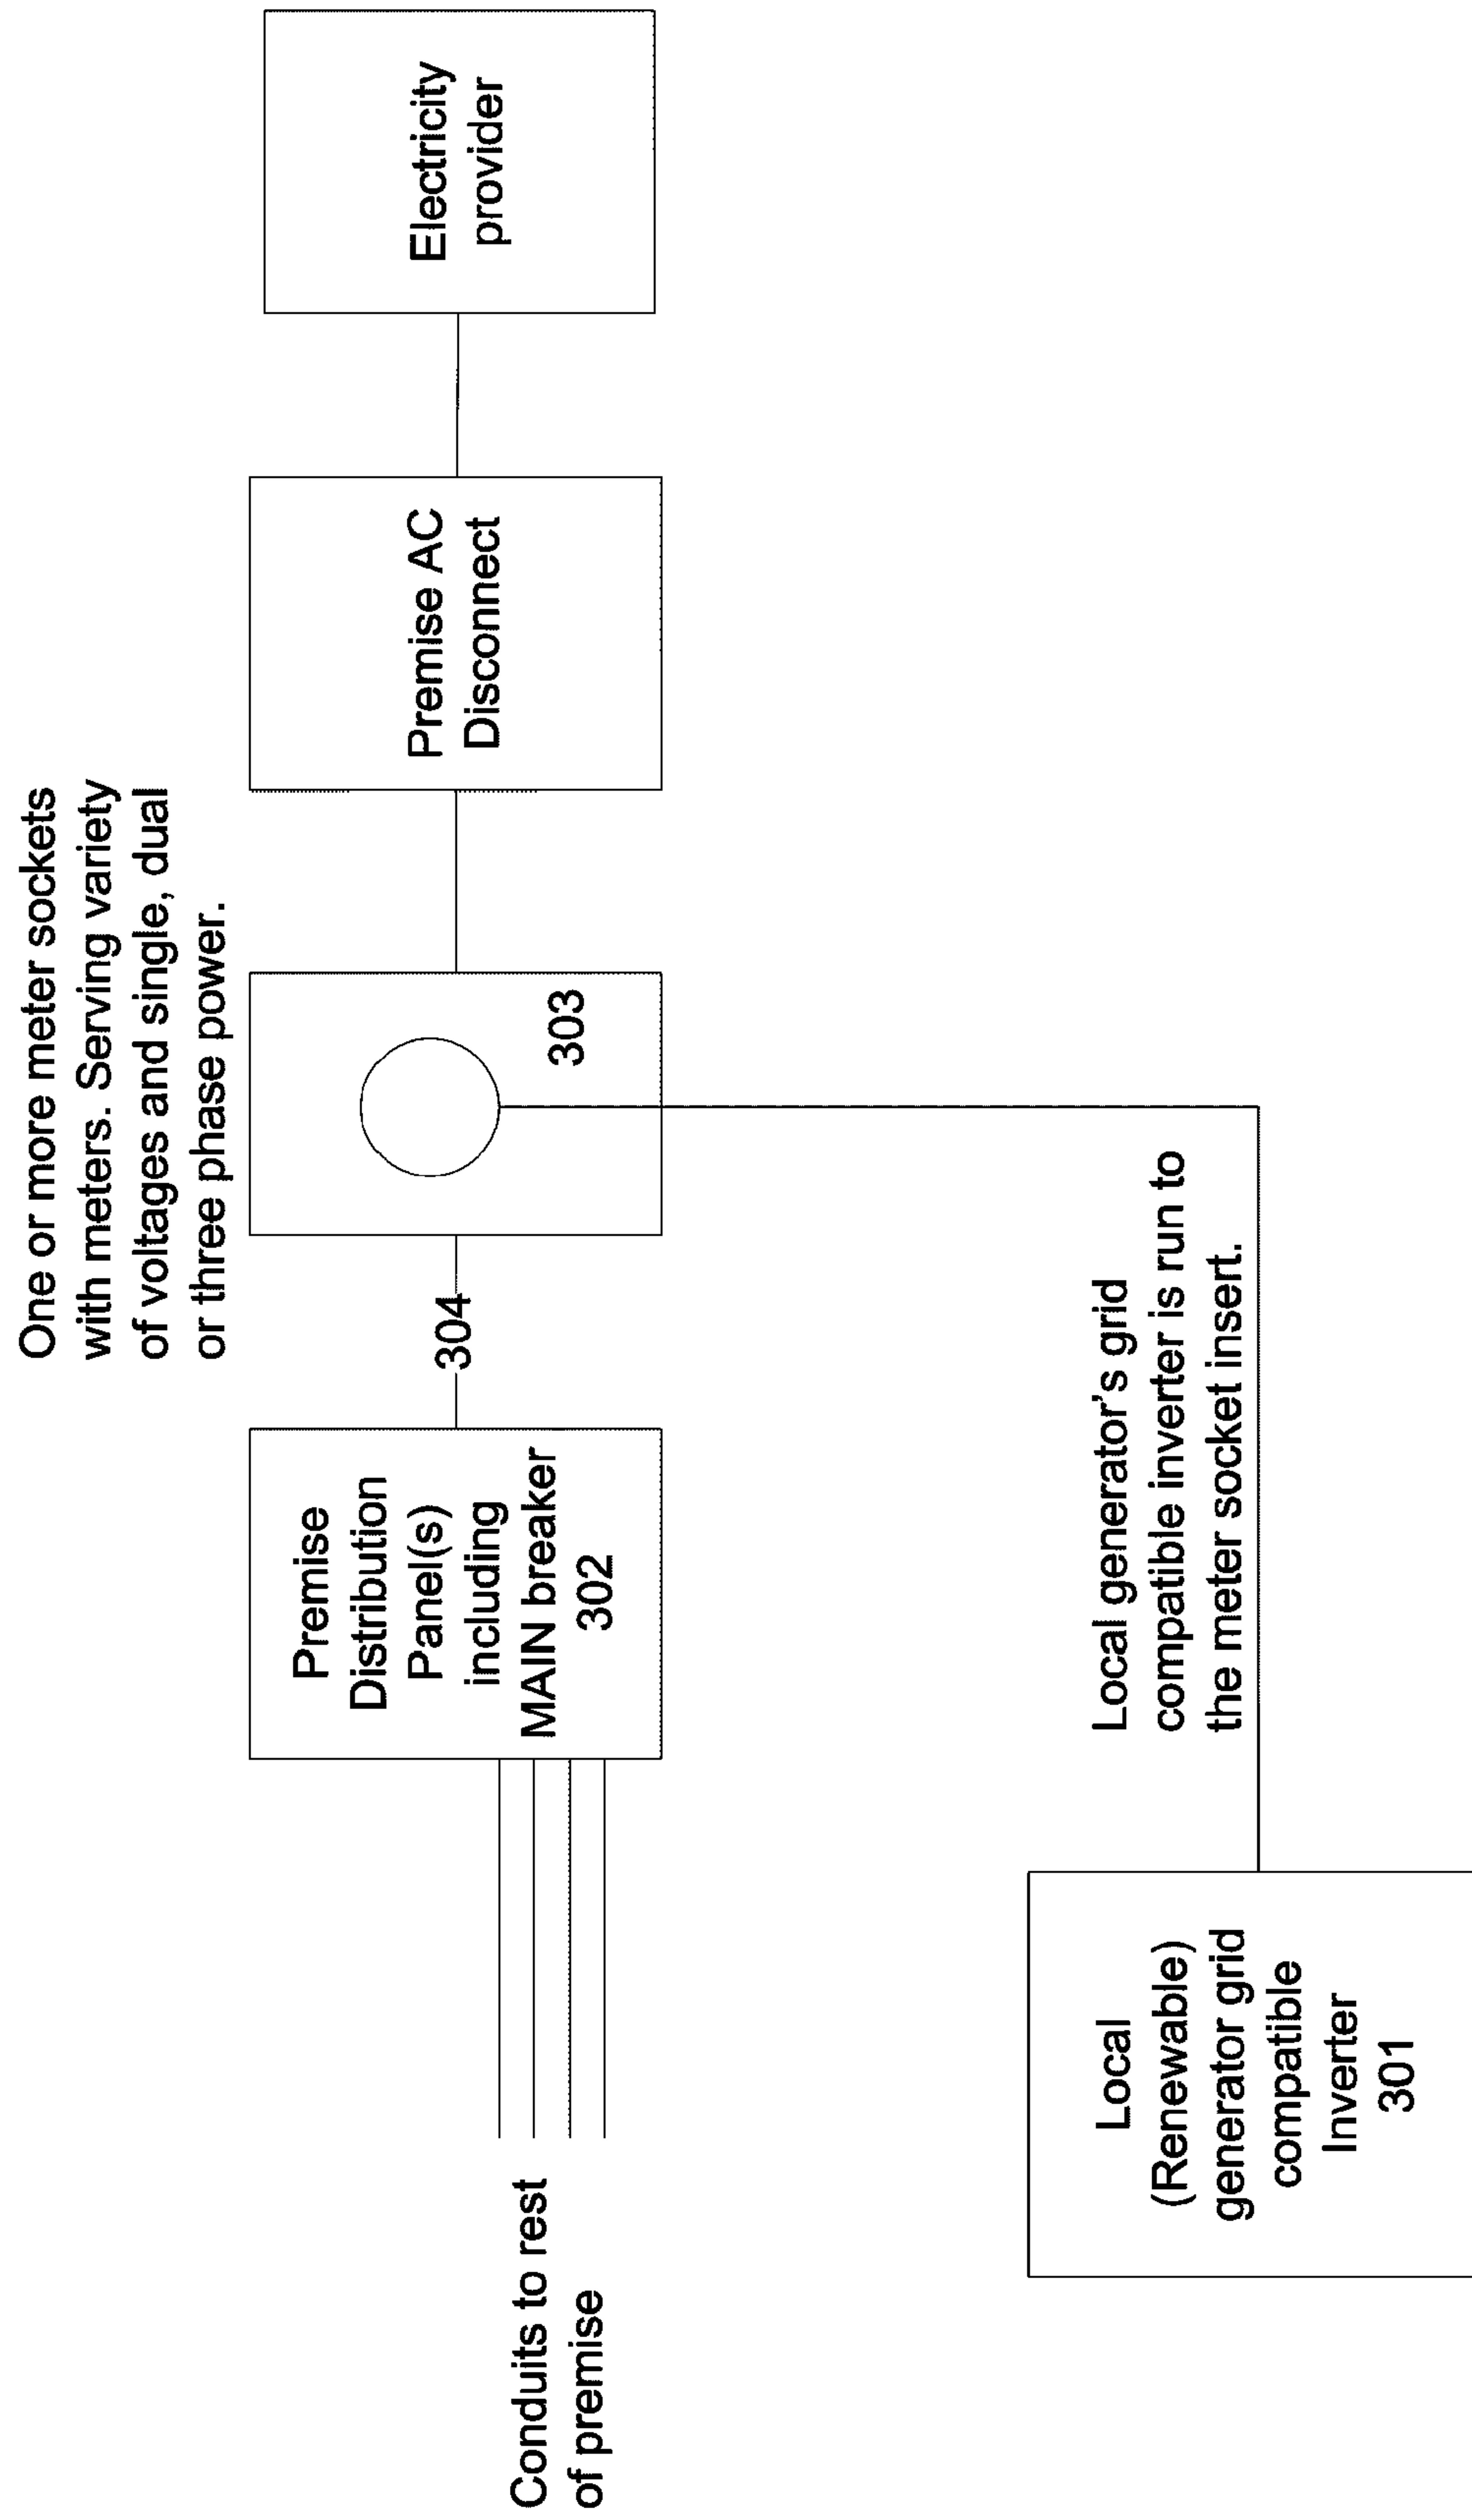 One or more meter sockets
with meters. Serving variety
of voltages and single, dual
or three phase power.
Conduits to rest
of premise
Premise
Distribution
Panel(s)
including
MAIN breaker
302
304
303
Premise AC
Disconnect
Electricity
provider
Local
(Renewable)
generator grid
compatible
Inverter
301
Local generator's grid
compatible inverter is run to
the meter socket insert.